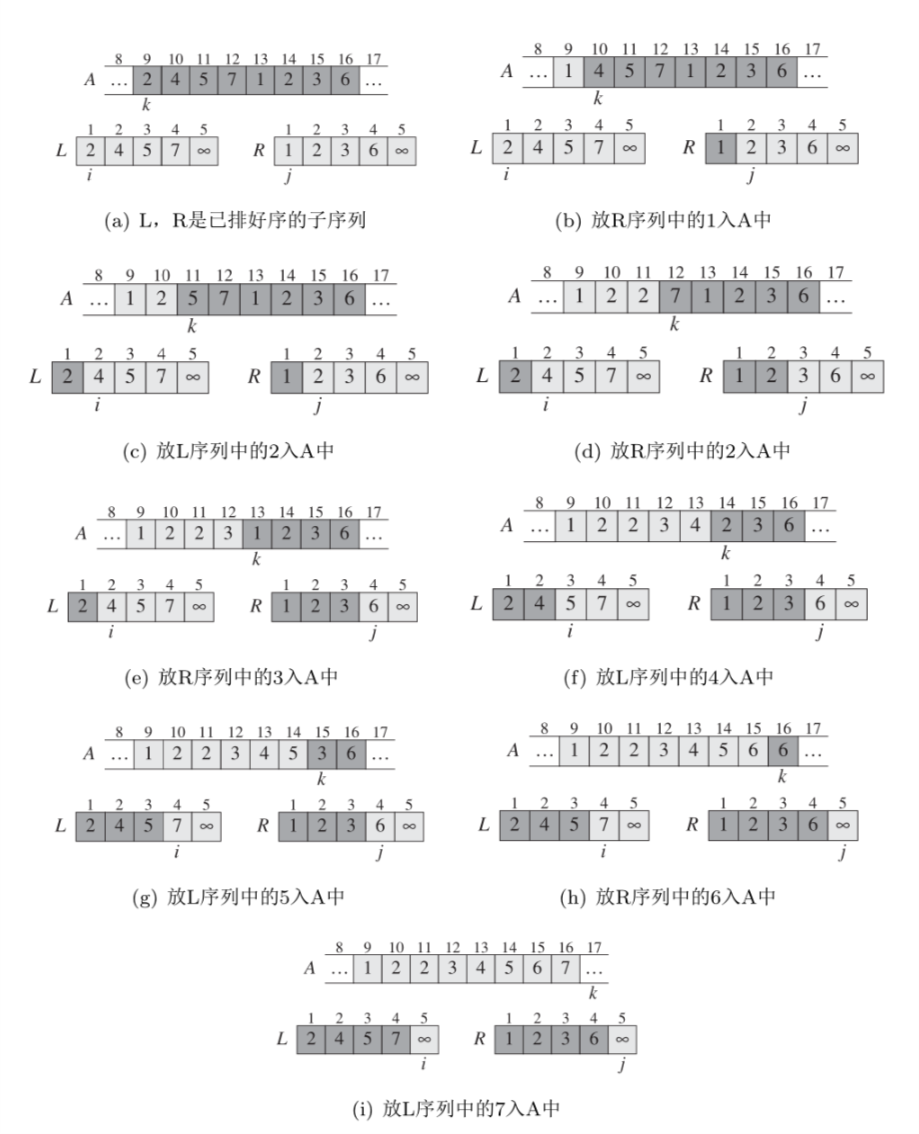 8 9 10 11 12 13 14 15 16 17
A … 2 4 5 7 1 2 3 6 …
k
1 2 3 4 5
L 2 4 5 7 ∞
i
1 2 3 4 5
R 1 2 3 6 ∞
j
(a) L，R是已排好序的子序列
8 9 10 11 12 13 14 15 16 17
A … 1 4 5 7 1 2 3 6 …
k
1 2 3 4 5
L 2 4 5 7 ∞
i
1 2 3 4 5
R 1 2 3 6 ∞
j
(b) 放R序列中的1入A中
8 9 10 11 12 13 14 15 16 17
A … 1 2 5 7 1 2 3 6 …
k
1 2 3 4 5
L 2 4 5 7 ∞
i
1 2 3 4 5
R 1 2 3 6 ∞
j
(c) 放L序列中的2入A中
8 9 10 11 12 13 14 15 16 17
A … 1 2 2 7 1 2 3 6 …
k
1 2 3 4 5
L 2 4 5 7 ∞
i
1 2 3 4 5
R 1 2 3 6 ∞
j
(d) 放R序列中的2入A中
8 9 10 11 12 13 14 15 16 17
A … 1 2 2 3 1 2 3 6 …
k
1 2 3 4 5
L 2 4 5 7 ∞
i
1 2 3 4 5
R 1 2 3 6 ∞
j
(e) 放R序列中的3入A中
8 9 10 11 12 13 14 15 16 17
A … 1 2 2 3 4 2 3 6 …
k
1 2 3 4 5
L 2 4 5 7 ∞
i
1 2 3 4 5
R 1 2 3 6 ∞
j
(f) 放L序列中的4入A中
8 9 10 11 12 13 14 15 16 17
A … 1 2 2 3 4 5 3 6 …
k
1 2 3 4 5
L 2 4 5 7 ∞
i
1 2 3 4 5
R 1 2 3 6 ∞
j
(g) 放L序列中的5入A中
8 9 10 11 12 13 14 15 16 17
A … 1 2 2 3 4 5 6 6 …
k
1 2 3 4 5
L 2 4 5 7 ∞
i
1 2 3 4 5
R 1 2 3 6 ∞
j
(h) 放R序列中的6入A中
8 9 10 11 12 13 14 15 16 17
A … 1 2 2 3 4 5 6 7 …
k
1 2 3 4 5
L 2 4 5 7 ∞
i
1 2 3 4 5
R 1 2 3 6 ∞
j
(i) 放L序列中的7入A中